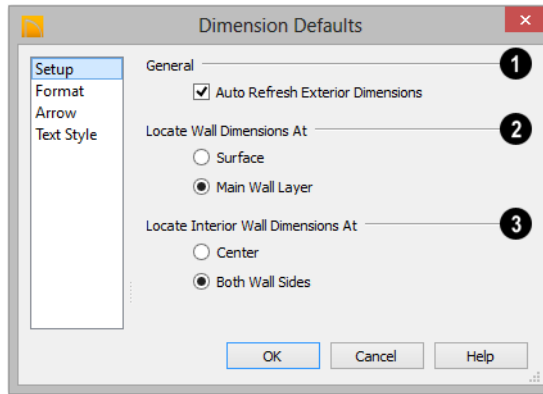 Dimension Defaults
Setup
Format
Arrow
Text Style
General
1
Auto Refresh Exterior Dimensions
Locate Wall Dimensions At
2
Surface
Main Wall Layer
Locate Interior Wall Dimensions At
3
Center
Both Wall Sides
OK Cancel Help